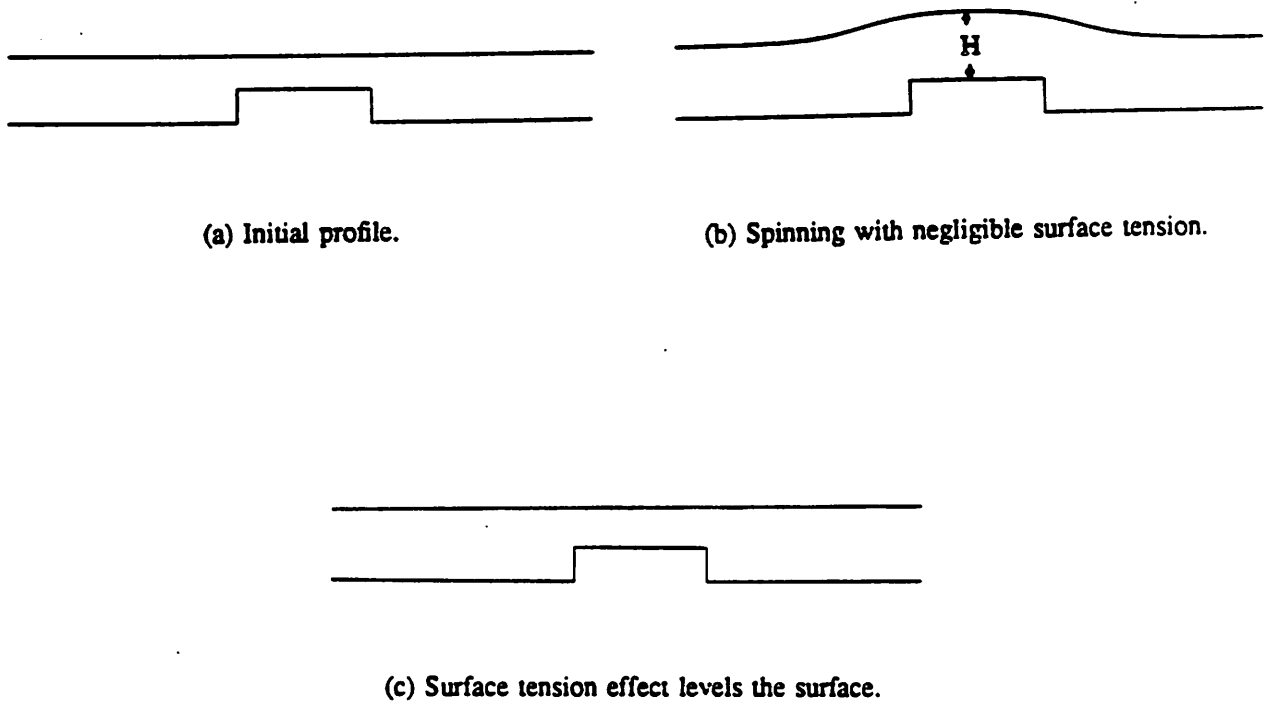 H
(a) Initial profile.
(b) Spinning with negligible surface tension.
(c) Surface tension effect levels the surface.